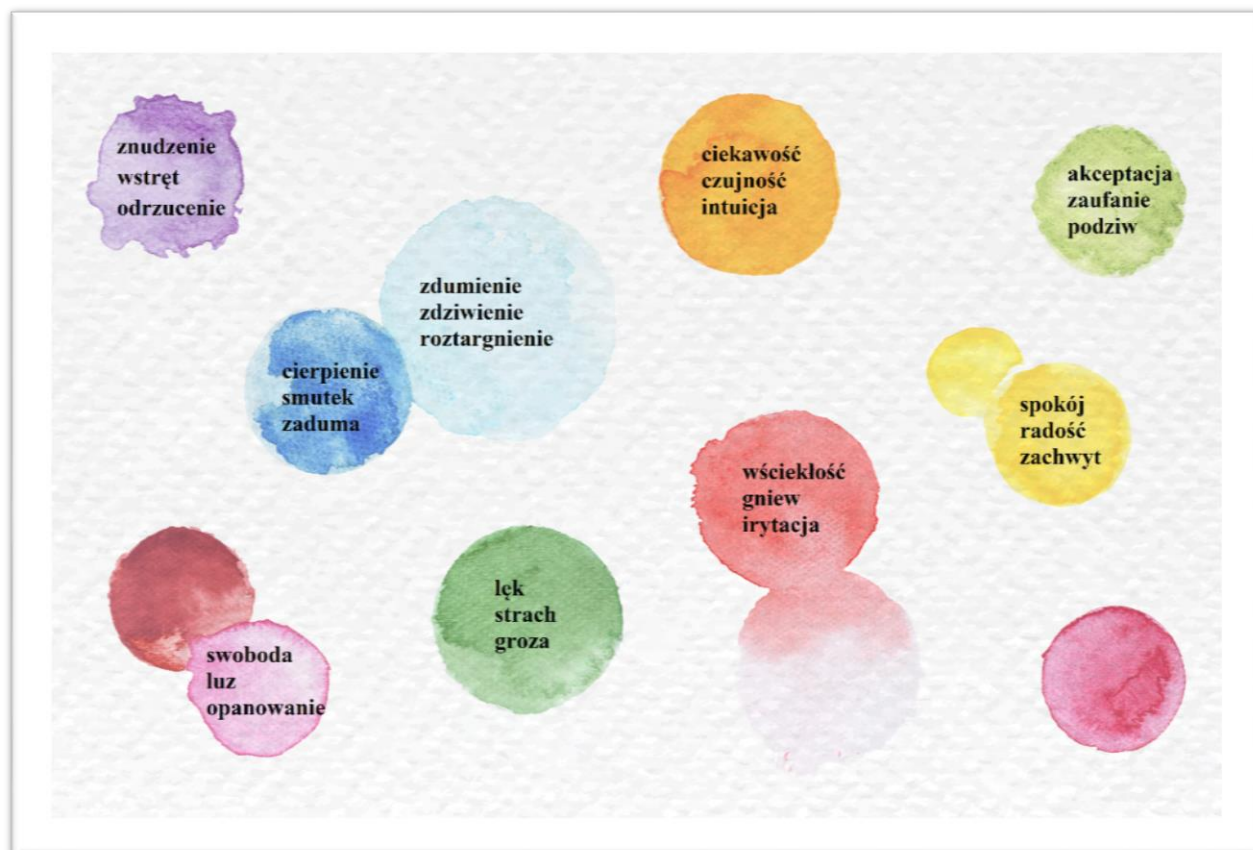 znudzenie
wstręt
odrzucenie
ciekawość
czujność
intuicja
akceptacja
zaufanie
podziw
zdumienie
zdziwienie
roztargnienie
cierpienie
smutek
zaduma
spokój
radość
zachwyt
wściekłość
gniew
irytacja
lęk
strach
groza
swoboda
luz
opanowanie